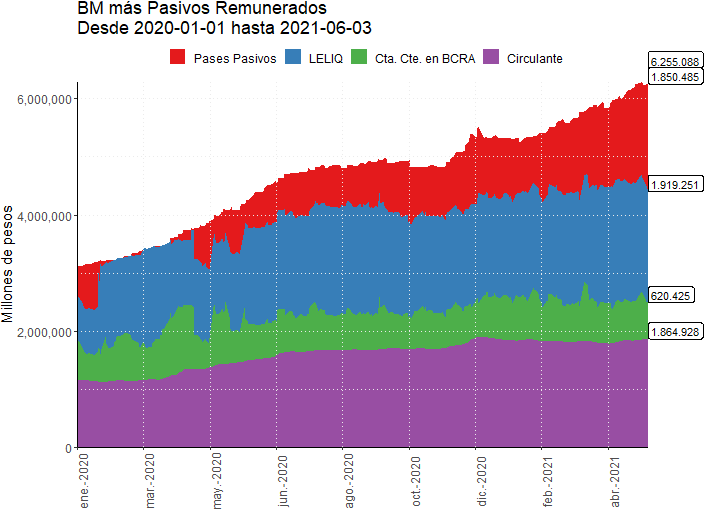 BM más Pasivos Remunerados
Desde 2020-01-01 hasta 2021-06-03
Pases Pasivos LELIQ Cta. Cte. en BCRA Circulante
6.255.088
1.850.485
6,000,000
1.919.251
4,000,000
Millones de pesos
620.425
2,000,000
1.864.928
0
ene.-2020 mar.-2020 abr.-2020 jun.-2020 ago.-2020 oct.-2020 dic.-2020 feb.-2021 abr.-2021